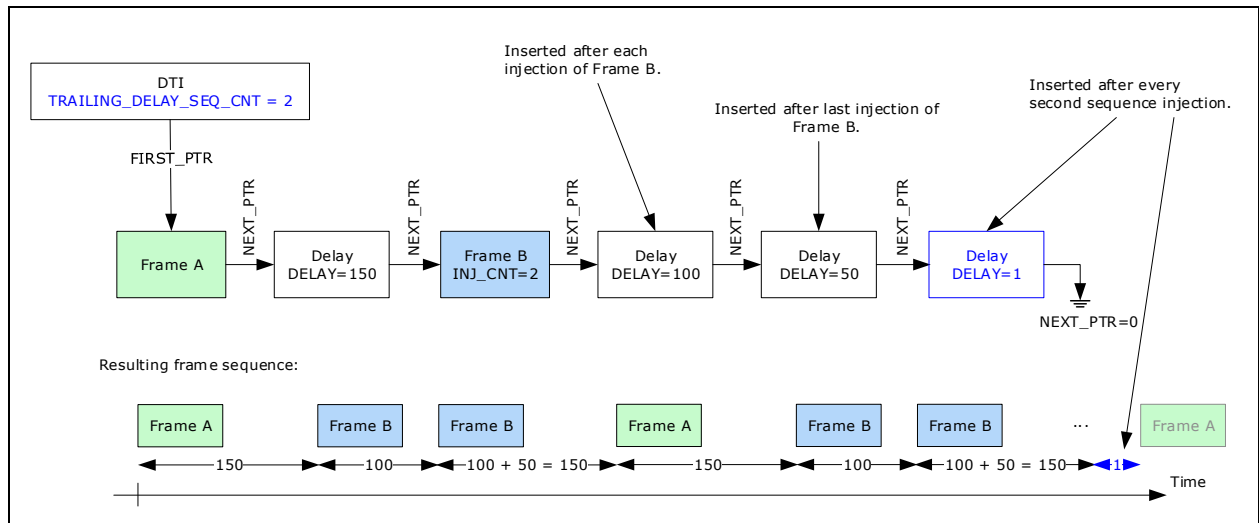 Inserted after each
injection of Frame B.
DTI
TRAILING_DELAY_SEQ_CNT = 2
Inserted after last injection of
Frame B.
Inserted after every
second sequence injection.
FIRST_PTR
NEXT_PTR
NEXT_PTR
NEXT_PTR
NEXT_PTR
NEXT_PTR
Frame A
Delay
DELAY=150
Frame B
INJ_CNT=2
Delay
DELAY=100
Delay
DELAY=50
Delay
DELAY=1
NEXT_PTR=0
Resulting frame sequence:
Frame A
Frame B
Frame B
Frame A
Frame B
Frame B
...
Frame A
150
100
100 + 50 = 150
150
100
100 + 50 = 150
1
Time